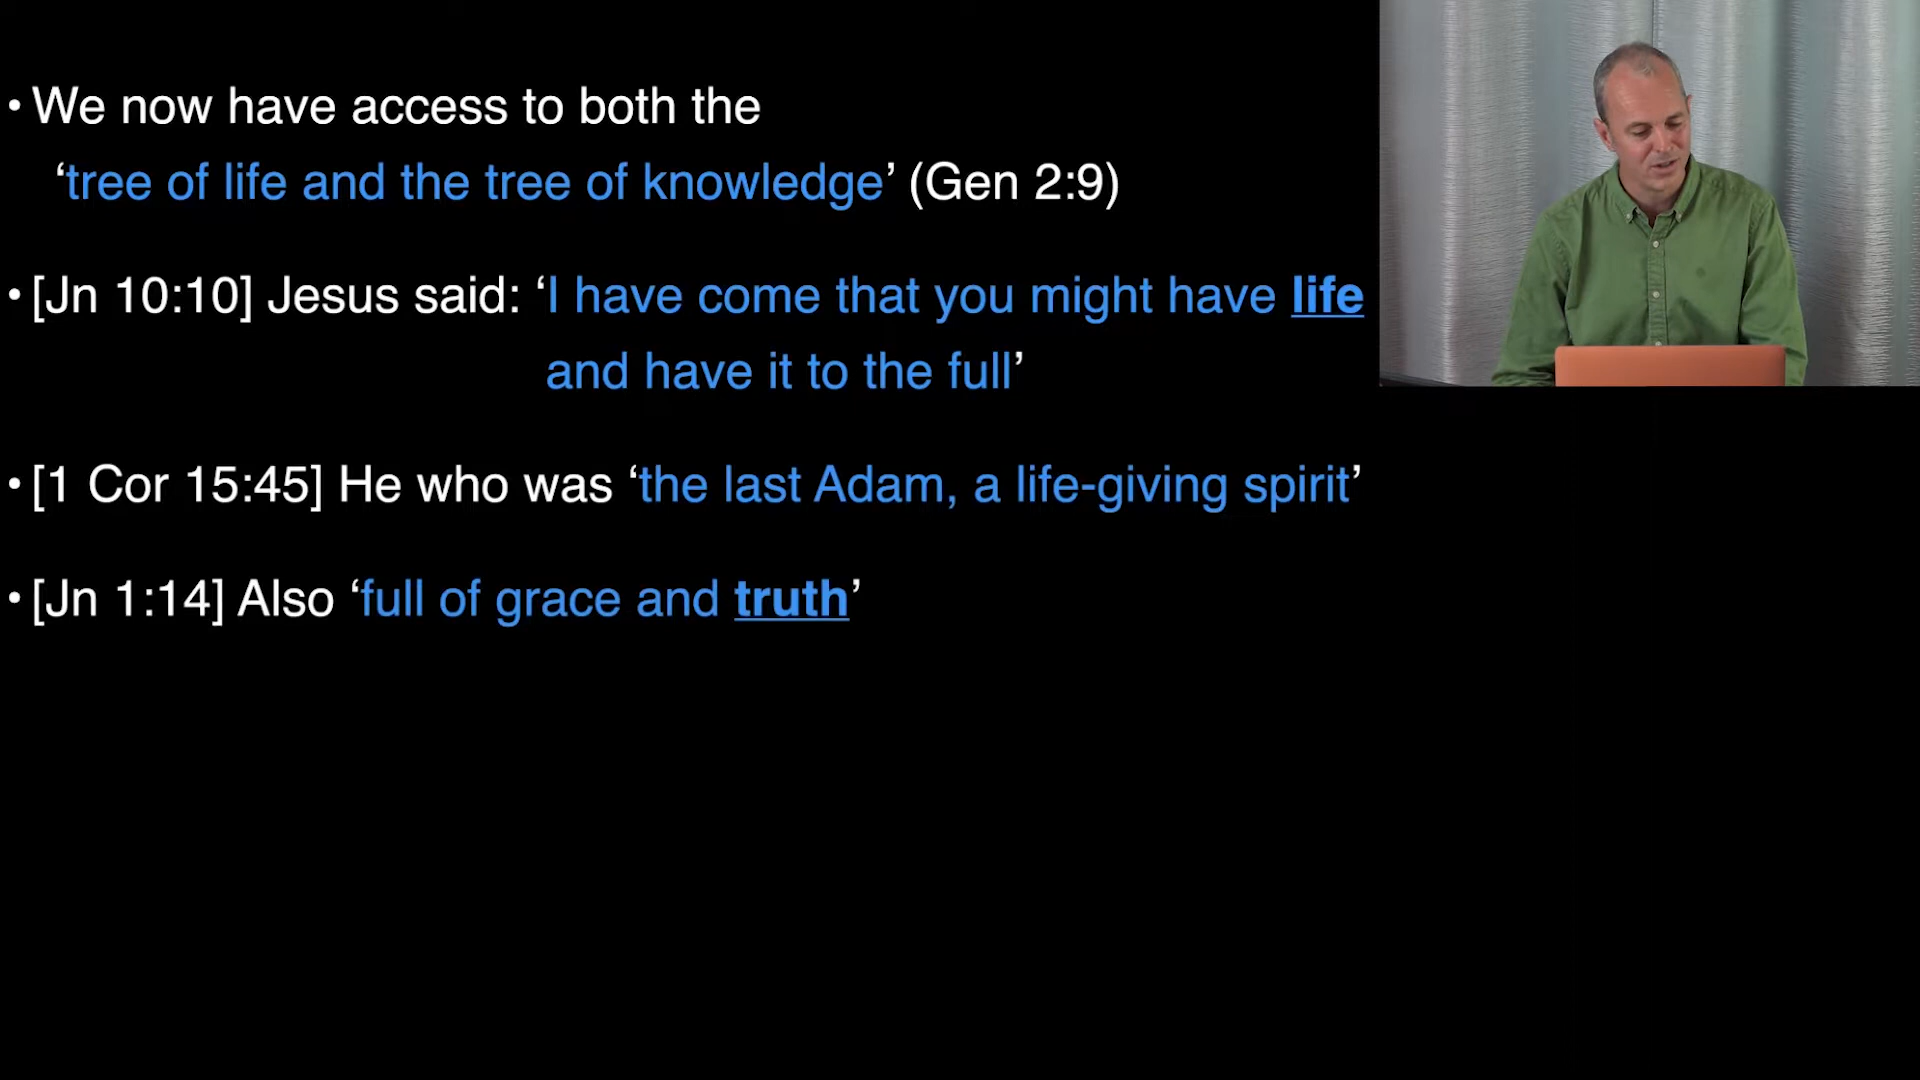 • We now have access to both the
‘tree of life and the tree of knowledge’ (Gen 2:9)
• [Jn 10:10] Jesus said: ‘I have come that you might have life
and have it to the full’
• [1 Cor 15:45] He who was ‘the last Adam, a life-giving spirit’
• [Jn 1:14] Also ‘full of grace and truth’